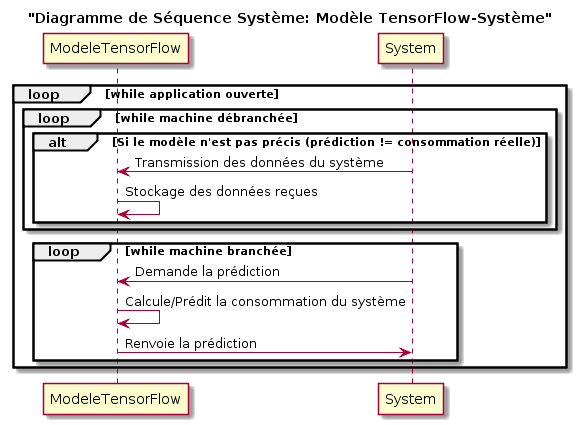 "Diagramme de Séquence Système: Modèle TensorFlow-Système"
ModeleTensorFlow
System
loop [while application ouverte]
loop [while machine débranchée]
alt [Si le modèle n'est pas précis (prédiction != consommation réelle)]
Transmission des données du système
Stockage des données reçues
loop [while machine branchée]
Demande la prédiction
Calcule/Prédit la consommation du système
Renvoie la prédiction
ModeleTensorFlow
System